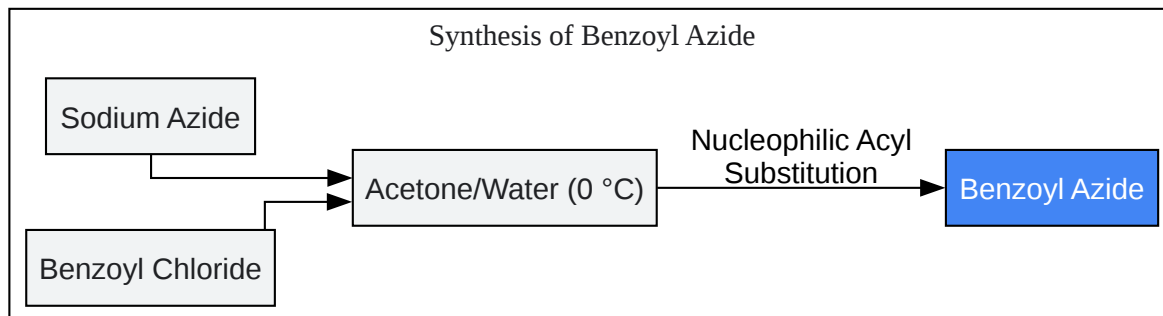 Synthesis of Benzoyl Azide
Sodium Azide
Benzoyl Chloride
Acetone/Water (0 °C)
Nucleophilic Acyl
Substitution
Benzoyl Azide